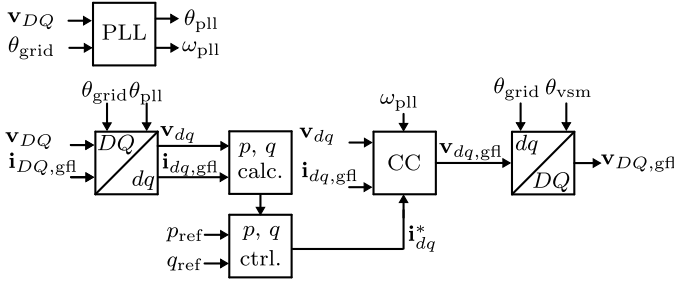 v_DQ
θ_grid
PLL
θ_pll
ω_pll
θ_grid θ_pll
v_DQ
i_DQ,gfl
DQ
dq
v_dq
i_dq,gfl
p, q
calc.
p_ref
q_ref
p, q
ctrl.
i*_dq
ω_pll
v_dq
i_dq,gfl
CC
v_dq,gfl
θ_grid θ_vsm
dq
DQ
v_DQ,gfl